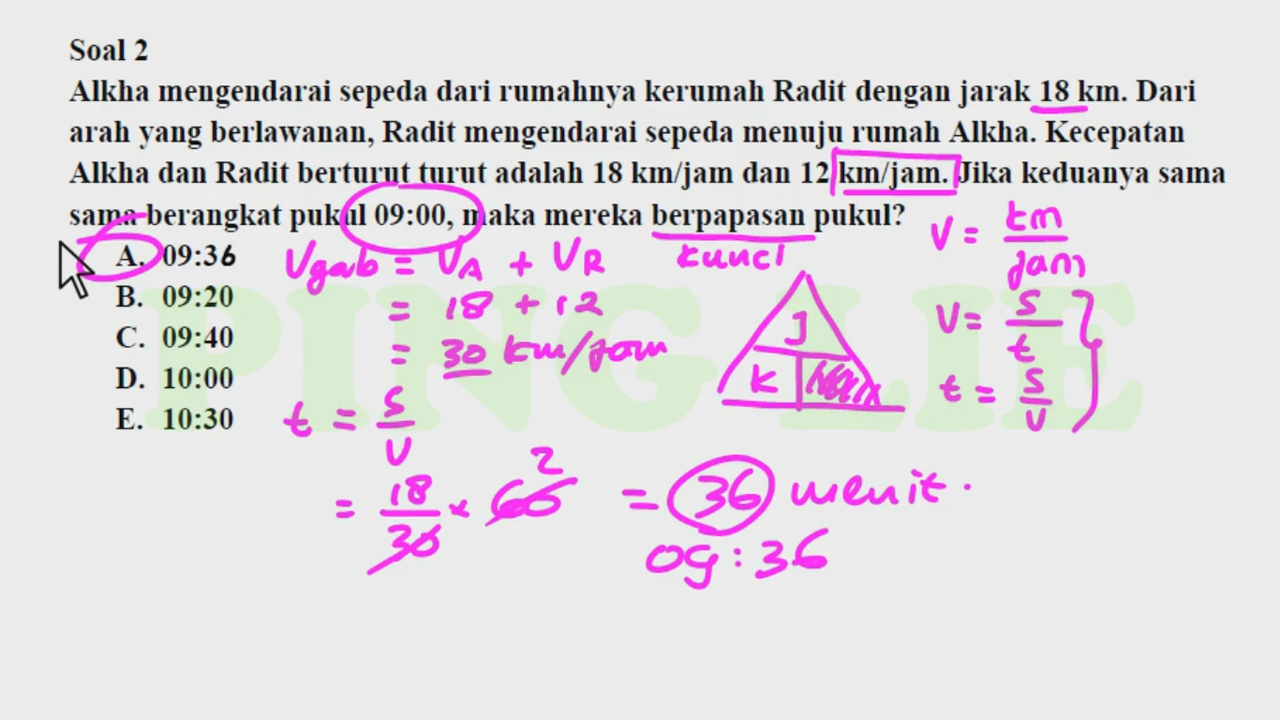 Soal 2
Alkha mengendarai sepeda dari rumahnya kerumah Radit dengan jarak 18 km. Dari
arah yang berlawanan, Radit mengendarai sepeda menuju rumah Alkha. Kecepatan
Alkha dan Radit berturut turut adalah 18 km/jam dan 12 km/jam. Jika keduanya sama
sama berangkat pukul 09:00, maka mereka berpapasan pukul?
A. 09:36
B. 09:20
C. 09:40
D. 10:00
E. 10:30
Vgab = VA + VR
= 18 + 12
= 30 km/jam
t = s/v
= 18/30 * 60 2 = 36 menit.
09:36
kunci
J
K
V = km/jam
V = s/t
t = s/v
PING LIE